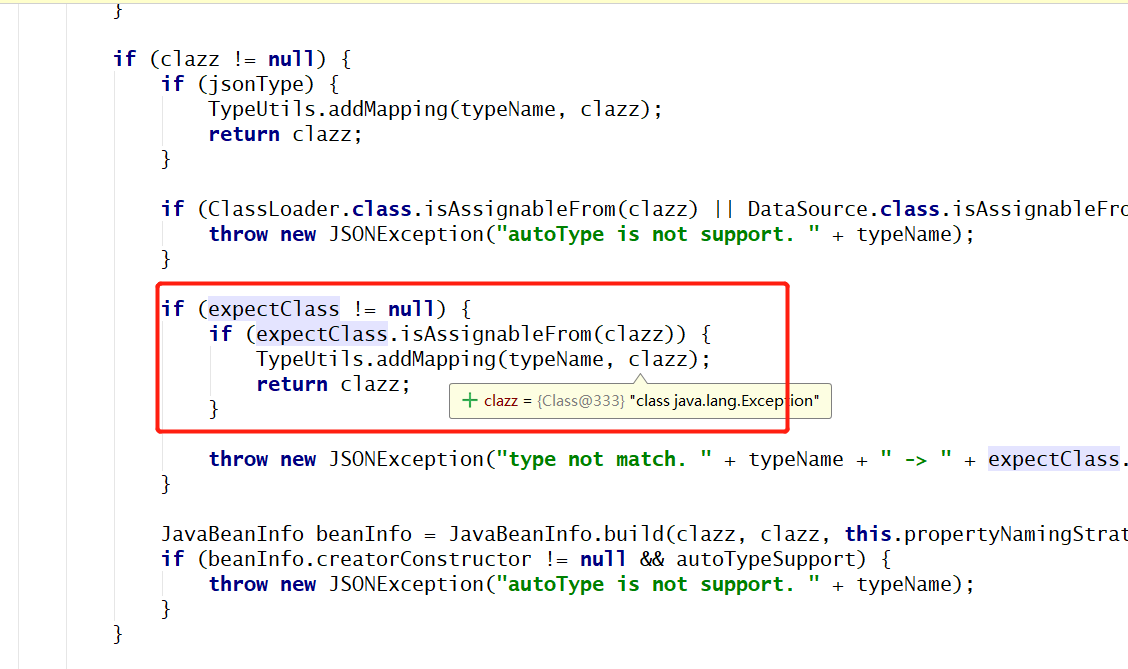 }
if (clazz != null) {
if (jsonType) {
TypeUtils.addMapping(typeName, clazz);
return clazz;
}
if (ClassLoader.class.isAssignableFrom(clazz) || DataSource.class.isAssignableFro
throw new JSONException("autoType is not support. " + typeName);
}
if (expectClass != null) {
if (expectClass.isAssignableFrom(clazz)) {
TypeUtils.addMapping(typeName, clazz);
return clazz;
+ clazz = {Class@333} "class java.lang.Exception"
}
throw new JSONException("type not match. " + typeName + " -> " + expectClass.
}
JavaBeanInfo beanInfo = JavaBeanInfo.build(clazz, clazz, this.propertyNamingStrat
if (beanInfo.creatorConstructor != null && autoTypeSupport) {
throw new JSONException("autoType is not support. " + typeName);
}
}